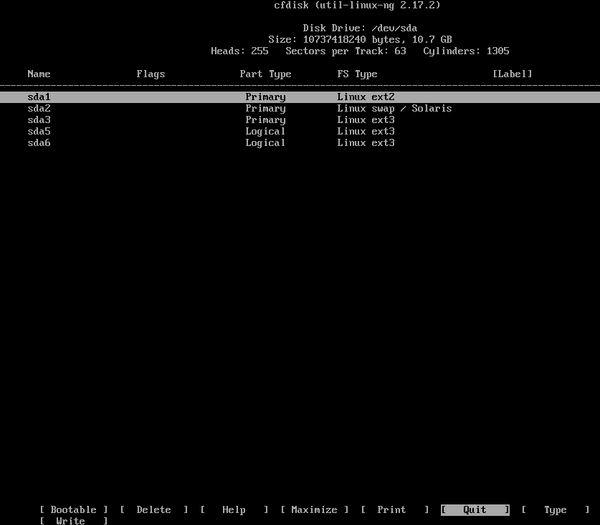 cfdisk (util-linux-ng 2.17.2)
Disk Drive: /dev/sda
Size: 10737418240 bytes, 10.7 GB
Heads: 255   Sectors per Track: 63   Cylinders: 1305
Name   Flags   Part Type   FS Type   [Label]
sda1   Primary   Linux ext2
sda2   Primary   Linux swap / Solaris
sda3   Primary   Linux ext3
sda5   Logical   Linux ext3
sda6   Logical   Linux ext3
[ Bootable ]  [  Delete  ]  [   Help   ]  [ Maximize ]  [  Print   ]  [   Quit   ]  [   Type   ]
[  Write   ]